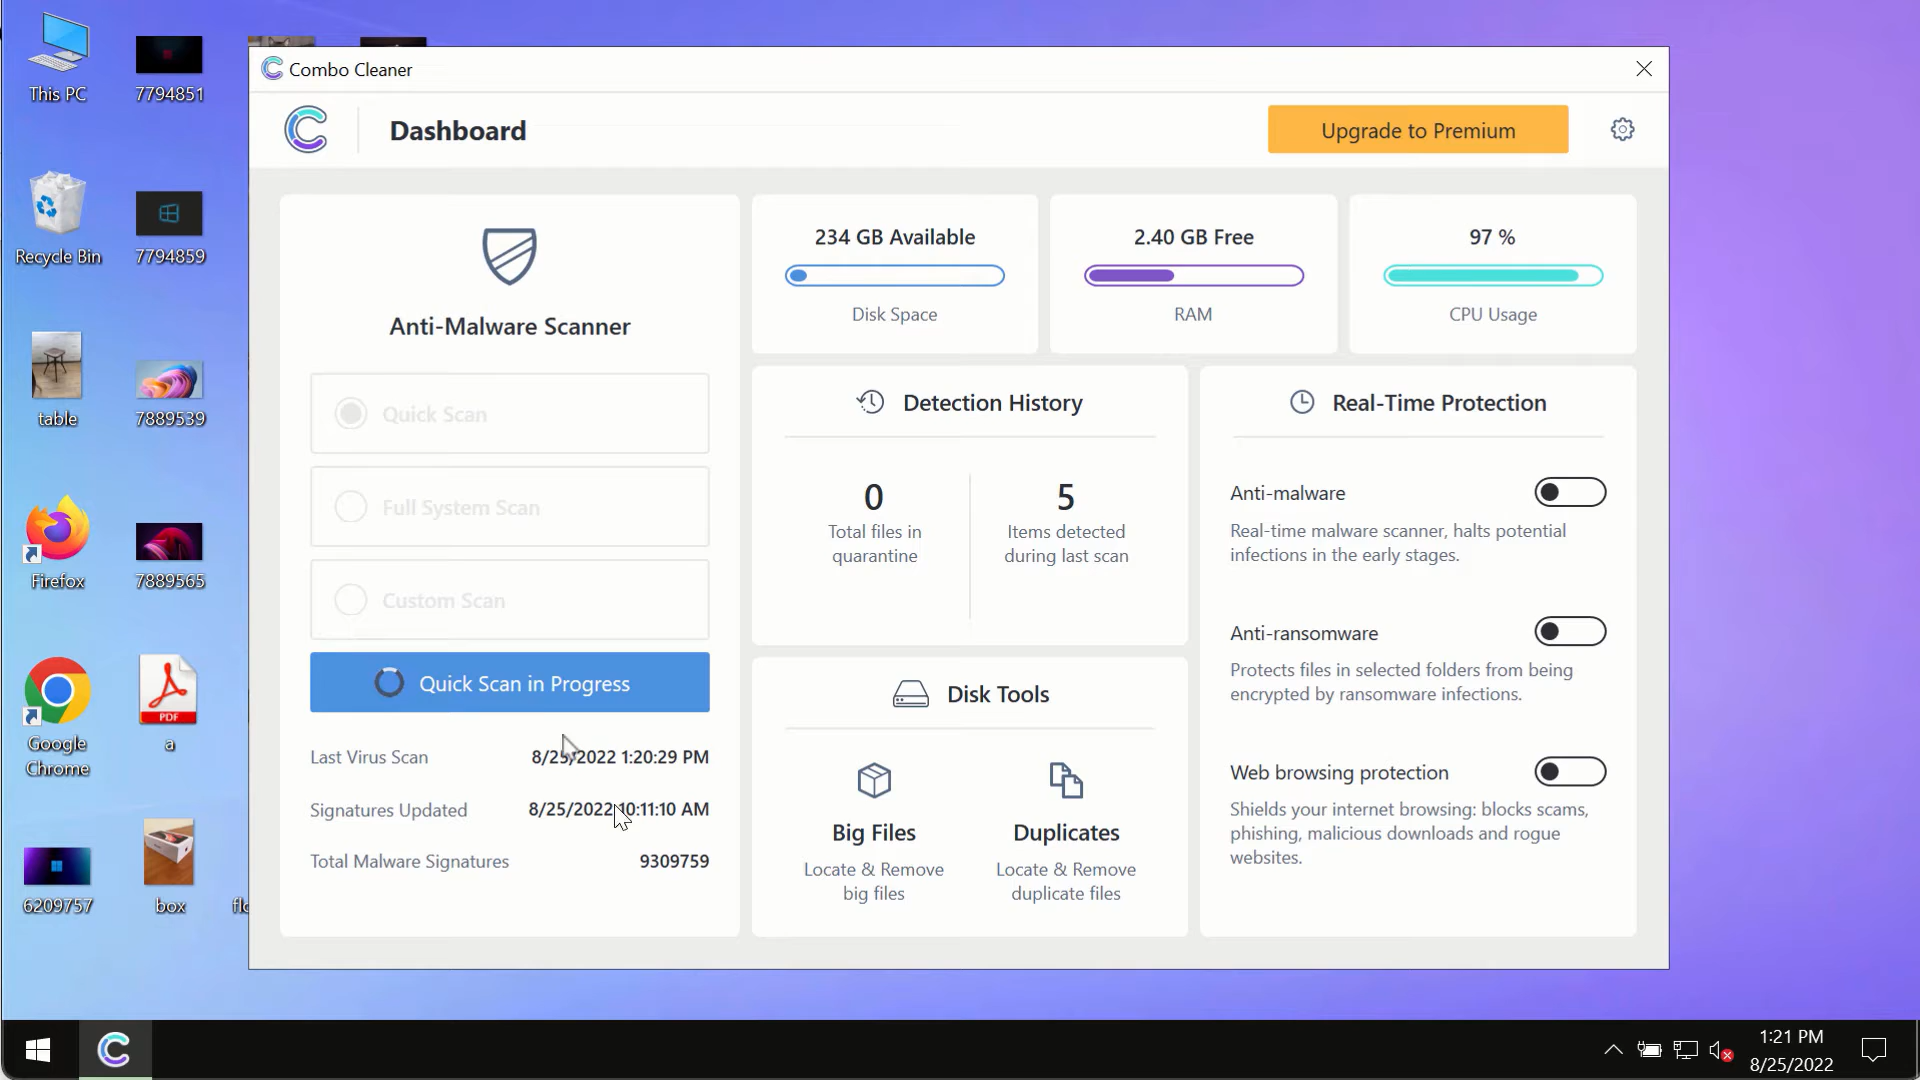 This PC
7794851
Recycle Bin
7794859
table
7889539
Firefox
7889565
Google
Chrome
PDF
a
6209757
box
Combo Cleaner
Dashboard
Upgrade to Premium
Anti-Malware Scanner
Quick Scan
Full System Scan
Custom Scan
Quick Scan in Progress
Last Virus Scan 8/25/2022 1:20:29 PM
Signatures Updated 8/25/2022 10:11:10 AM
Total Malware Signatures 9309759
234 GB Available
Disk Space
2.40 GB Free
RAM
97 %
CPU Usage
Detection History
0
Total files in
quarantine
5
Items detected
during last scan
Disk Tools
Big Files
Locate & Remove
big files
Duplicates
Locate & Remove
duplicate files
Real-Time Protection
Anti-malware
Real-time malware scanner, halts potential
infections in the early stages.
Anti-ransomware
Protects files in selected folders from being
encrypted by ransomware infections.
Web browsing protection
Shields your internet browsing: blocks scams,
phishing, malicious downloads and rogue
websites.
1:21 PM
8/25/2022